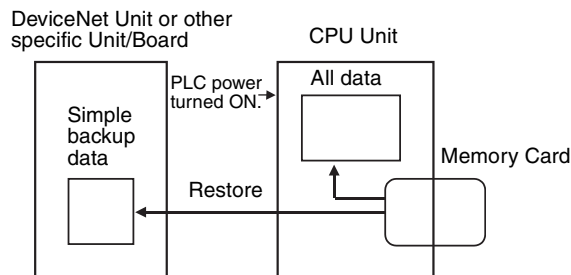 DeviceNet Unit or other
specific Unit/Board
CPU Unit
PLC power
turned ON.
All data
Simple
backup
data
Memory Card
Restore